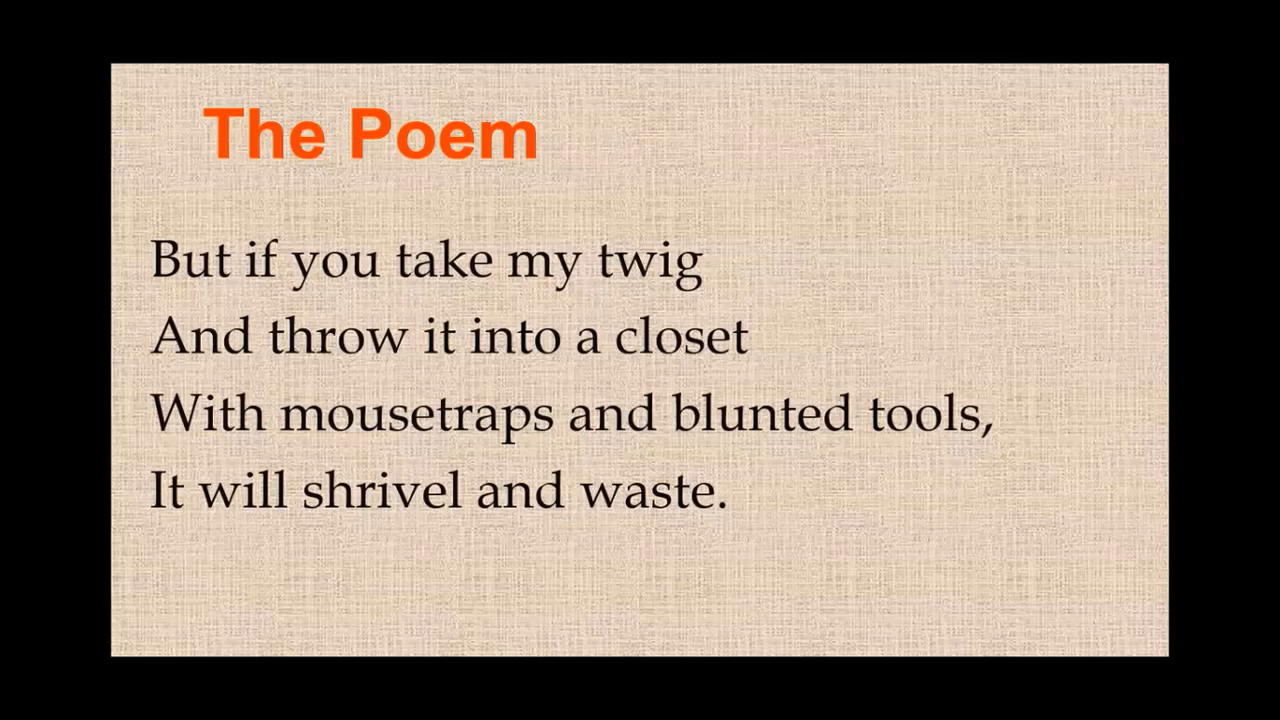 The Poem
But if you take my twig
And throw it into a closet
With mousetraps and blunted tools,
It will shrivel and waste.